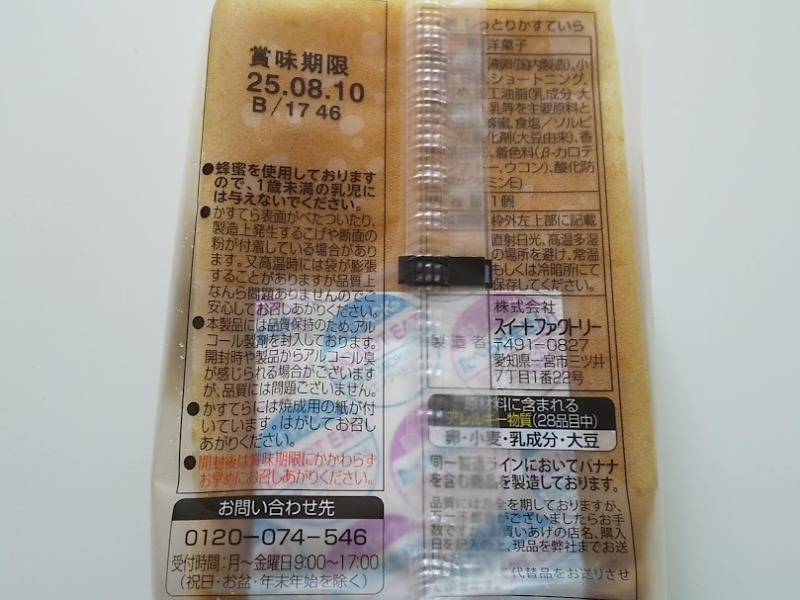 賞味期限
25.08.10
B/1746
●蜂蜜を使用しております
ので、1歳未満の乳児に
は与えないでください。
●かすてら表面がべたついたり、
製造上発生するこげや断面の
粉が付着している場合があり
ます。又高温時には袋が膨張
することがありますが品質上
なんら問題ありませんのでご
安心してお召しあがりください。
●本製品には品質保持のため、アル
コール製剤を封入しております。
開封時や製品からアルコール臭
が感じられる場合がございます
が、品質には問題ございません。
●かすてらには焼成用の紙が付
いています。はがしてお召し
あがりください。
●開封後は賞味期限にかかわらず
お早めにお召しあがりください。
お問い合わせ先
0120-074-546
受付時間:月〜金曜日9:00〜17:00
(祝日・お盆・年末年始を除く)
しっとりかすていら
洋菓子
液卵(国内製造)、小
ショートニング、
工油脂(乳成分・大
乳等を主要原料と
蜂蜜、食塩/ソルビ
化剤(大豆由来)、香
着色料(β-カロテ
ウコン)、酸化防
ミンE)
1個
枠外左上部に記載
直射日光、高温多湿
の場所を避け、常温
もしくは冷暗所にて
保存してください。
製造者
株式会社
スイートファクトリー
〒491-0827
愛知県一宮市三ツ井
7丁目1番22号
原材料に含まれる
アレルギー物質(28品目中)
卵・小麦・乳成分・大豆
同一製造ラインにおいてバナナ
を含む商品を製造しております。
品質には万全を期しておりますが、
がございましたらお手
数ですが お買いあげの店名、購入
日を記入の上、現品を弊社までお送
代替品をお送りさせ